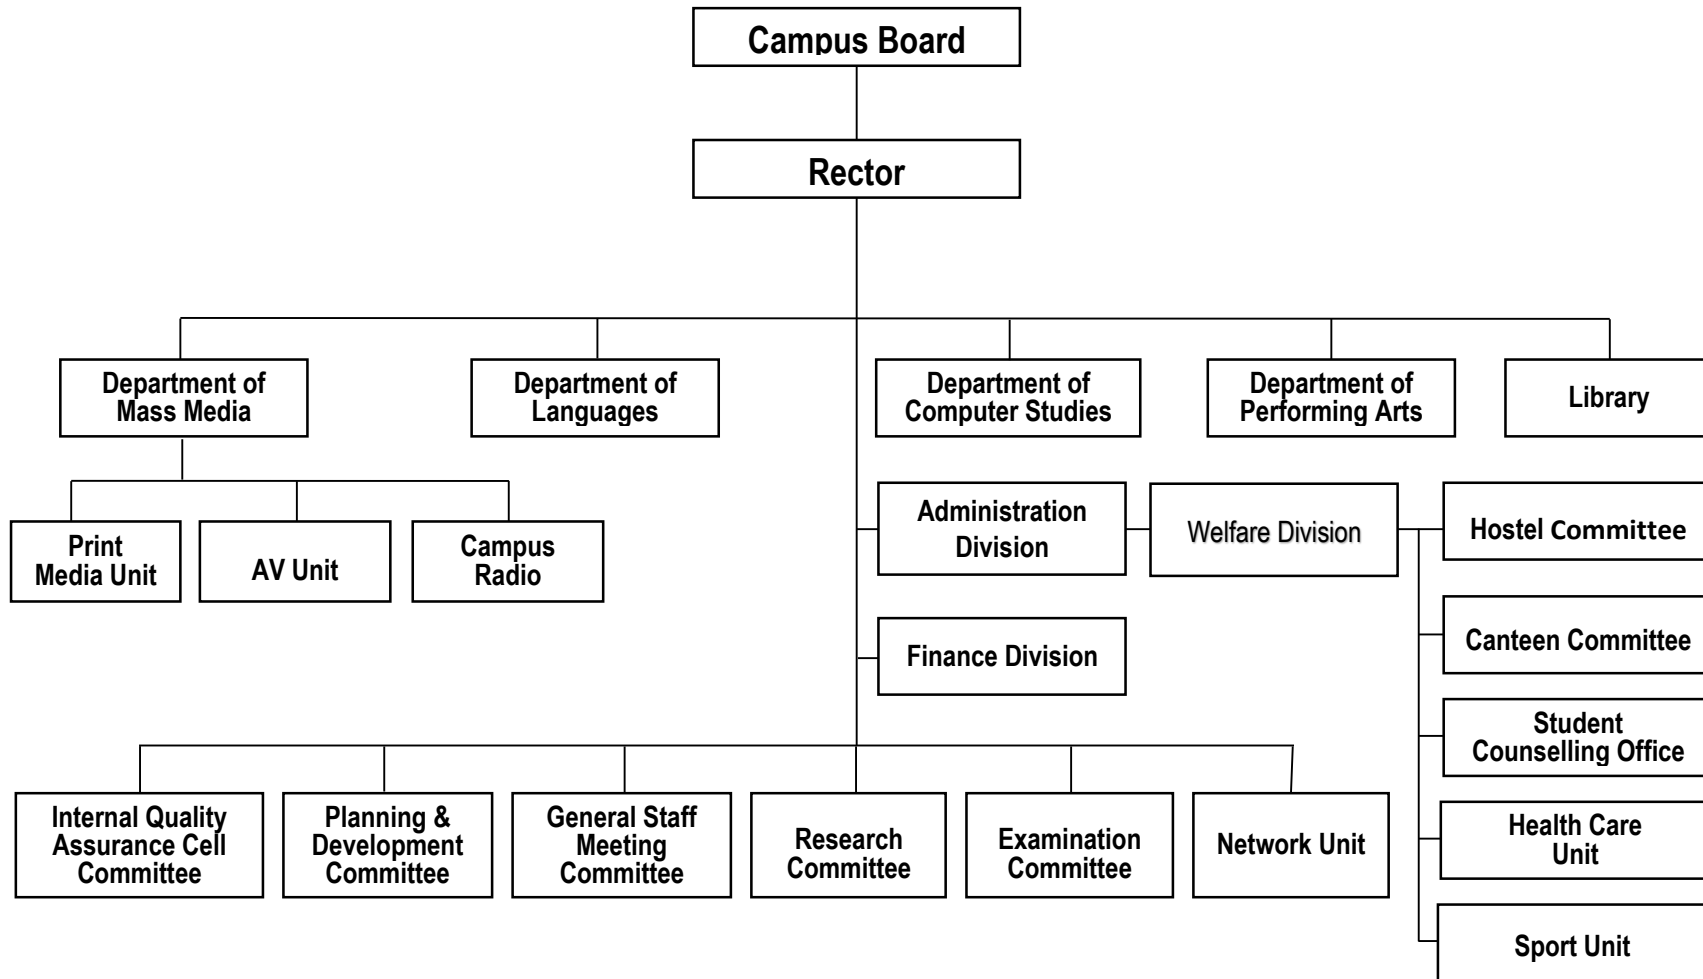 Campus Board
Rector
Department of
Mass Media
Department of
Languages
Department of
Computer Studies
Department of
Performing Arts
Library
Print
Media Unit
AV Unit
Campus
Radio
Administration
Division
Welfare Division
Hostel Committee
Canteen Committee
Finance Division
Student
Counselling Office
Health Care
Unit
Sport Unit
Internal Quality
Assurance Cell
Committee
Planning &
Development
Committee
General Staff
Meeting
Committee
Research
Committee
Examination
Committee
Network Unit